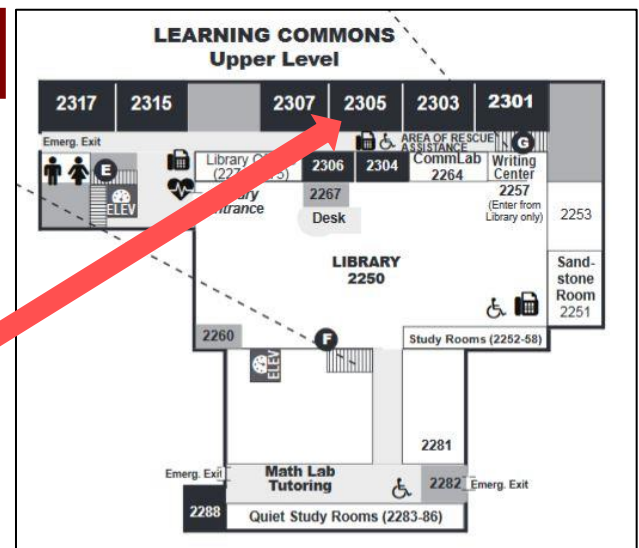 LEARNING COMMONS
Upper Level
2317 2315 2307 2305 2303 2301
Emerg. Exit
AREA OF RESCUE
ASSISTANCE
G
E
ELEV
Library
2306 2304
CommLab
2264
Writing
Center
2257
(Enter from
Library only)
2267
Desk
2253
LIBRARY
2250
Sand-
stone
Room
2251
2260
F
Study Rooms (2252-58)
ELEV
2281
Emerg. Exit
Math Lab
Tutoring
2282
Emerg. Exit
2288
Quiet Study Rooms (2283-86)